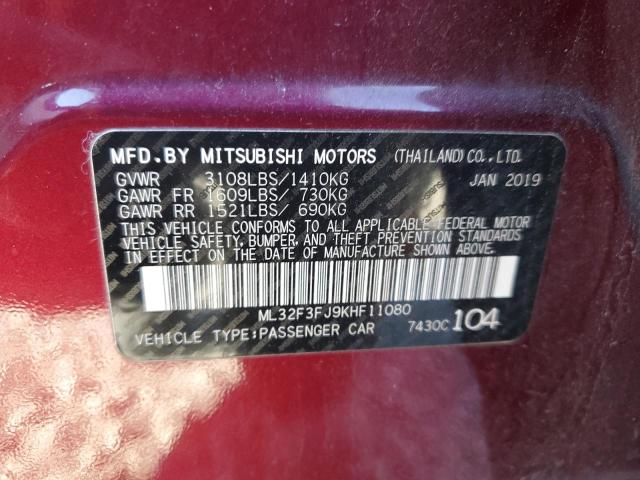 MFD.BY MITSUBISHI MOTORS (THAILAND) CO., LTD.
GVWR 3108LBS/1410KG JAN 2019
GAWR FR 1609LBS/ 730KG
GAWR RR 1521LBS/ 690KG
THIS VEHICLE CONFORMS TO ALL APPLICABLE FEDERAL MOTOR
VEHICLE SAFETY, BUMPER, AND THEFT PREVENTION STANDARDS
IN EFFECT ON THE DATE OF MANUFACTURE SHOWN ABOVE.
ML32F3FJ9KHF11080
VEHICLE TYPE:PASSENGER CAR 7430C 104